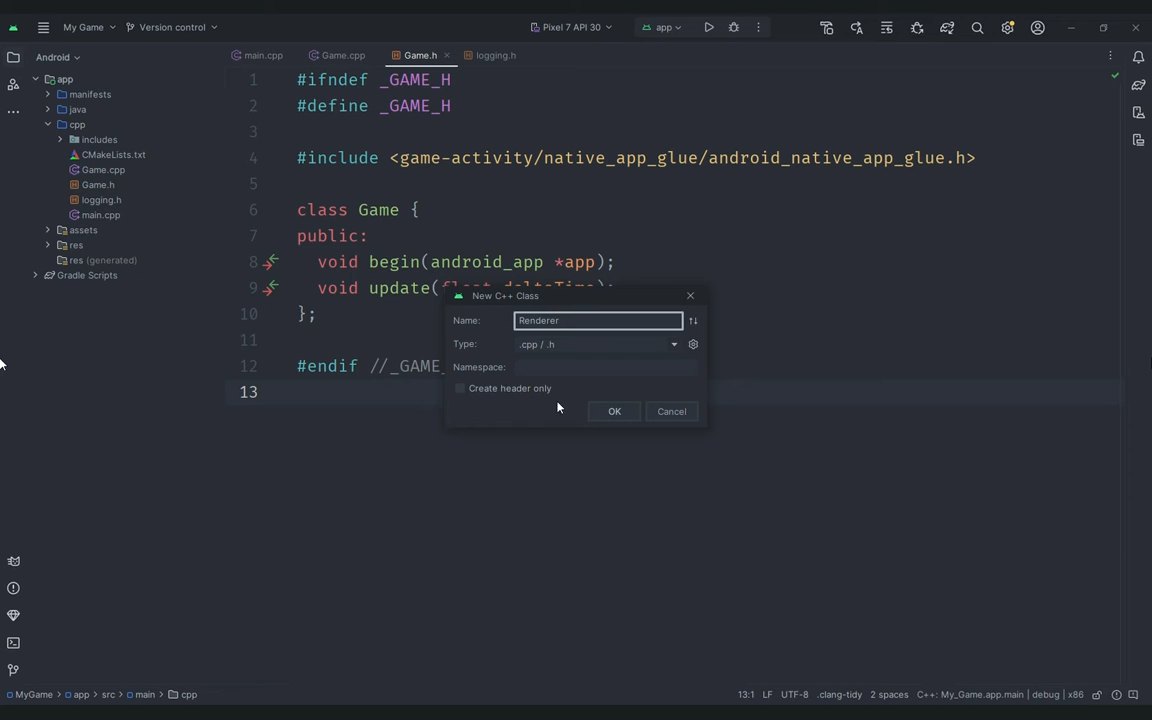 My Game
Version control
Pixel 7 API 30
app
Android
main.cpp
Game.cpp
Game.h
logging.h
app
manifests
java
cpp
includes
CMakeLists.txt
Game.cpp
Game.h
logging.h
main.cpp
assets
res
res (generated)
Gradle Scripts
1 #ifndef _GAME_H
2 #define _GAME_H
3
4 #include <game-activity/native_app_glue/android_native_app_glue.h>
5
6 class Game {
7 public:
8 void begin(android_app *app);
9 void update(float deltaTime);
10 };
11
12 #endif //_GAME_
13
New C++ Class
Name: Renderer
Type: .cpp / .h
Namespace:
Create header only
OK Cancel
MyGame > app > src > main > cpp
13:1 LF UTF-8 .clang-tidy 2 spaces C++: My_Game.app.main | debug | x86